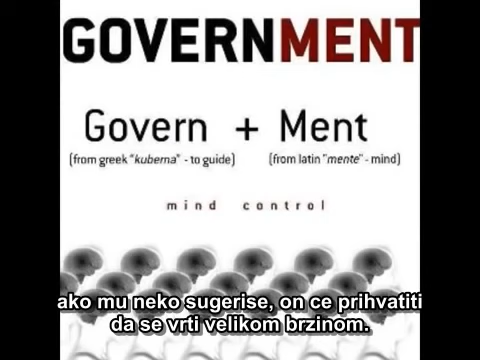 GOVERNMENT
Govern + Ment
(from greek "kuberna" - to guide) (from latin "mente" - mind)
mind control
ako mu neko sugerise, on ce prihvatiti
da se vrti velikom brzinom.